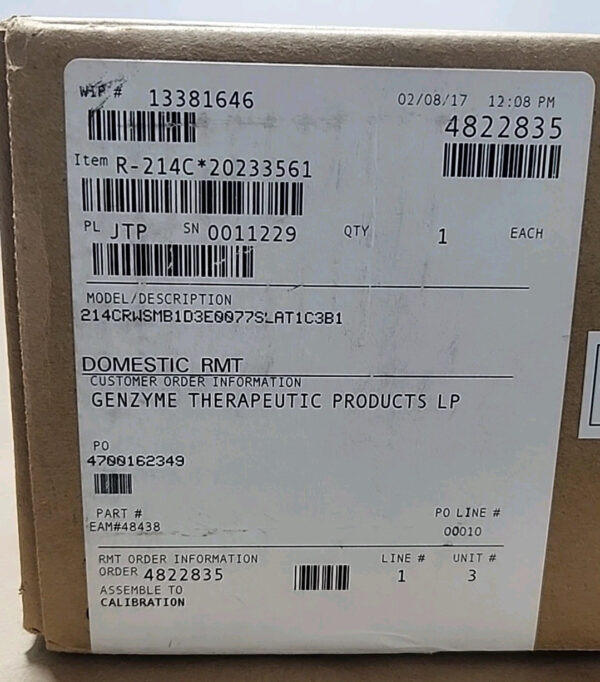 WIP # 13381646 02/08/17 12:08 PM
4822835
Item R-214C*20233561
PL JTP SN 0011229 QTY 1 EACH
MODEL/DESCRIPTION
214CRWSMB1D3E0077SLAT1C3B1
DOMESTIC RMT
CUSTOMER ORDER INFORMATION
GENZYME THERAPEUTIC PRODUCTS LP
PO
4700162349
PART # PO LINE #
EAM#48438 00010
RMT ORDER INFORMATION LINE # UNIT #
ORDER 4822835 1 3
ASSEMBLE TO
CALIBRATION